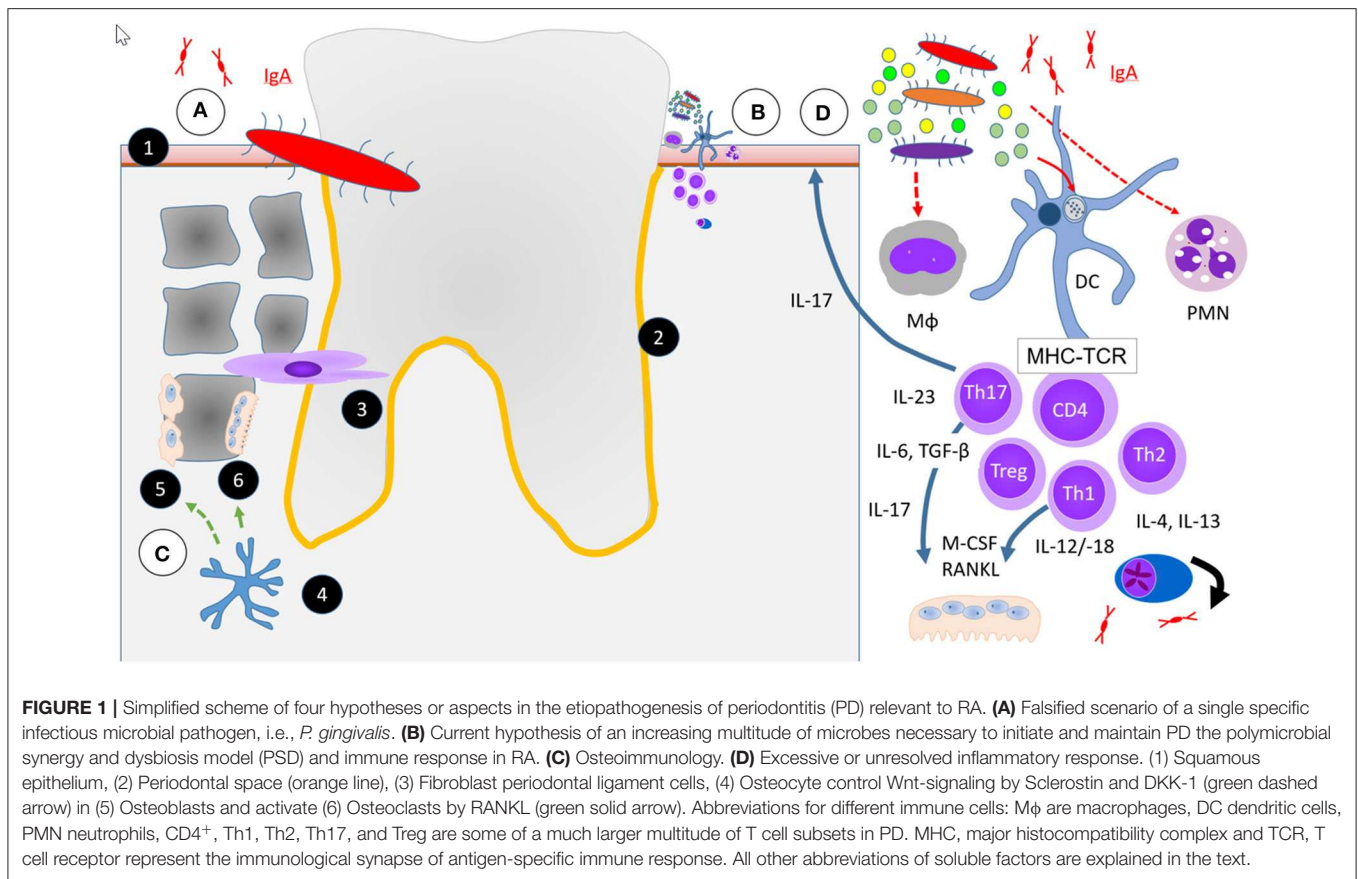 IgA
A
1
B
D
IgA
DC
Mϕ
PMN
IL-17
2
MHC-TCR
IL-23
Th17
CD4
3
IL-6, TGF-β
Treg
Th2
Th1
5
6
IL-17
IL-4, IL-13
M-CSF
RANKL
IL-12/-18
C
4
FIGURE 1 | Simplified scheme of four hypotheses or aspects in the etiopathogenesis of periodontitis (PD) relevant to RA. (A) Falsified scenario of a single specific
infectious microbial pathogen, i.e., P. gingivalis. (B) Current hypothesis of an increasing multitude of microbes necessary to initiate and maintain PD the polymicrobial
synergy and dysbiosis model (PSD) and immune response in RA. (C) Osteoimmunology. (D) Excessive or unresolved inflammatory response. (1) Squamous
epithelium, (2) Periodontal space (orange line), (3) Fibroblast periodontal ligament cells, (4) Osteocyte control Wnt-signaling by Sclerostin and DKK-1 (green dashed
arrow) in (5) Osteoblasts and activate (6) Osteoclasts by RANKL (green solid arrow). Abbreviations for different immune cells: Mϕ are macrophages, DC dendritic cells,
PMN neutrophils, CD4+, Th1, Th2, Th17, and Treg are some of a much larger multitude of T cell subsets in PD. MHC, major histocompatibility complex and TCR, T
cell receptor represent the immunological synapse of antigen-specific immune response. All other abbreviations of soluble factors are explained in the text.